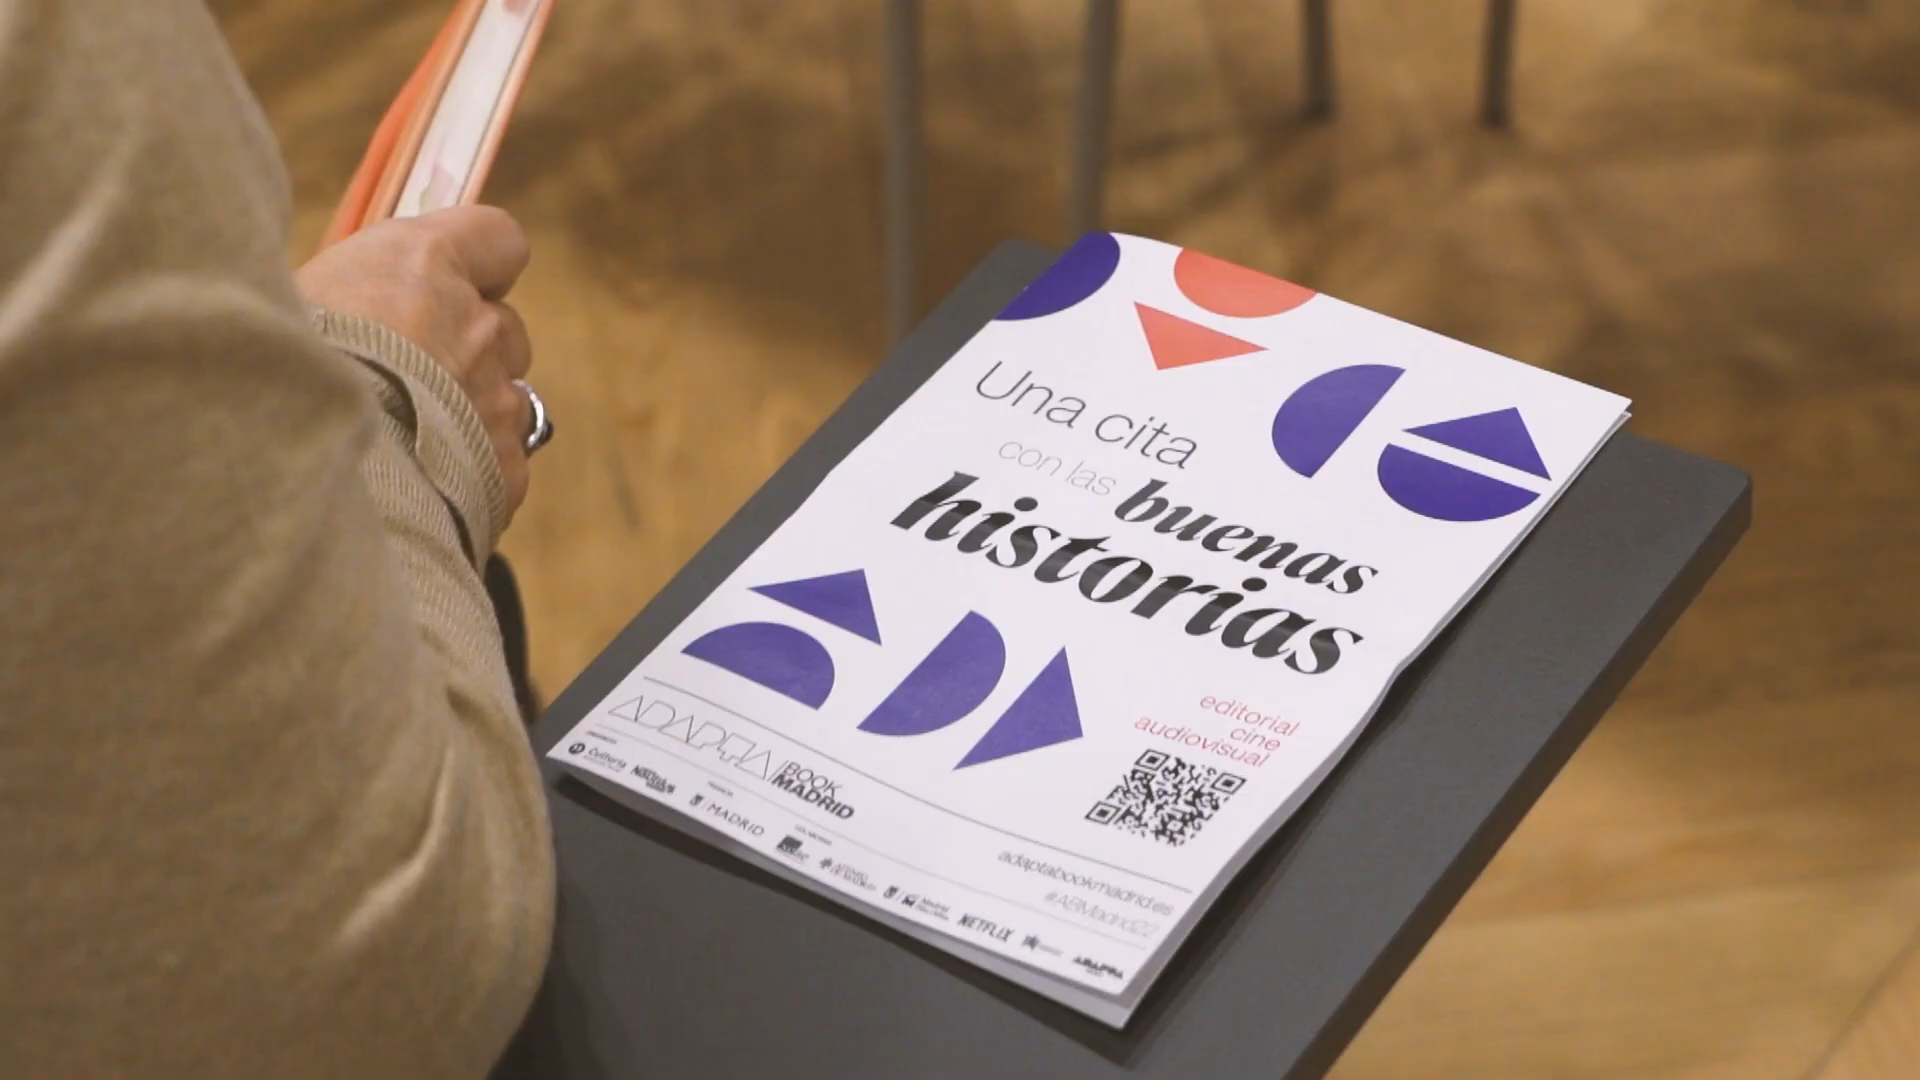 Una cita
con las buenas
historias
editorial
cine
audiovisual
ADAPTA BOOK
MADRID
MADRID
NETFLIX
adaptabookmadrid.es
#ABMadrid22